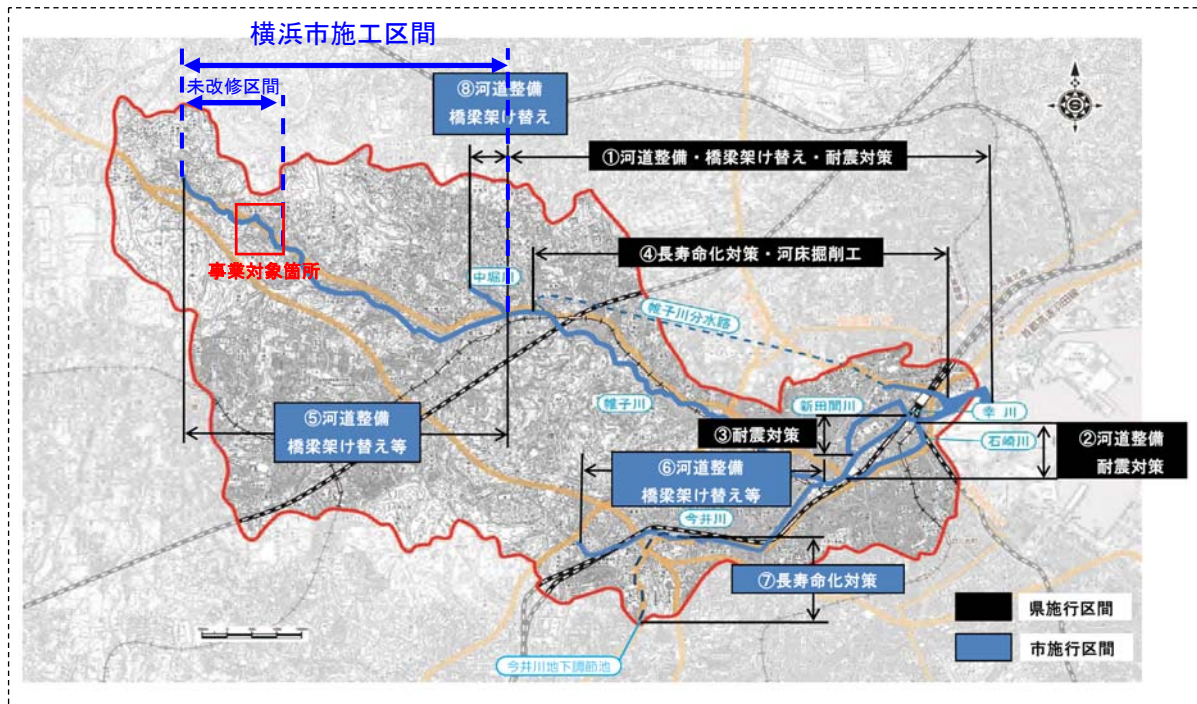 横浜市施工区間
未改修区間
⑧河道整備
橋梁架け替え
①河道整備・橋梁架け替え・耐震対策
④長寿命化対策・河床掘削工
事業対象箇所
中堀川
帷子川分水路
⑤河道整備
橋梁架け替え等
帷子川
新田間川
幸川
③耐震対策
石崎川
②河道整備
耐震対策
⑥河道整備
橋梁架け替え等
今井川
⑦長寿命化対策
県施行区間
市施行区間
今井川地下調節池